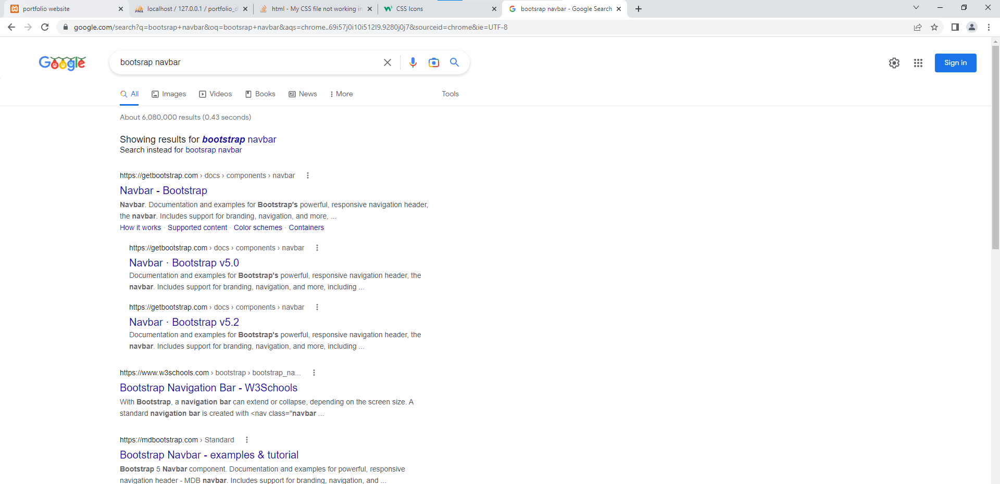 portfolio website
localhost / 127.0.0.1 / portfolio_d
html - My CSS file not working in
CSS Icons
bootsrap navbar - Google Search
google.com/search?q=bootsrap+navbar&oq=bootsrap+navbar&aqs=chrome..69i57j0i10i512l9.9280j0j7&sourceid=chrome&ie=UTF-8
Google
bootsrap navbar
Sign in
All
Images
Videos
Books
News
More
Tools
About 6,080,000 results (0.43 seconds)
Showing results for bootstrap navbar
Search instead for bootsrap navbar
https://getbootstrap.com › docs › components › navbar
Navbar - Bootstrap
Navbar. Documentation and examples for Bootstrap's powerful, responsive navigation header,
the navbar. Includes support for branding, navigation, and more, ...
How it works · Supported content · Color schemes · Containers
https://getbootstrap.com › docs › components › navbar
Navbar · Bootstrap v5.0
Documentation and examples for Bootstrap's powerful, responsive navigation header, the
navbar. Includes support for branding, navigation, and more, including ...
https://getbootstrap.com › docs › components › navbar
Navbar · Bootstrap v5.2
Documentation and examples for Bootstrap's powerful, responsive navigation header, the
navbar. Includes support for branding, navigation, and more, including ...
https://www.w3schools.com › bootstrap › bootstrap_na...
Bootstrap Navigation Bar - W3Schools
With Bootstrap, a navigation bar can extend or collapse, depending on the screen size. A
standard navigation bar is created with <nav class="navbar ...
https://mdbootstrap.com › Standard
Bootstrap Navbar - examples & tutorial
Bootstrap 5 Navbar component. Documentation and examples for powerful, responsive
navigation header - MDB navbar. Includes support for branding, navigation, and ...